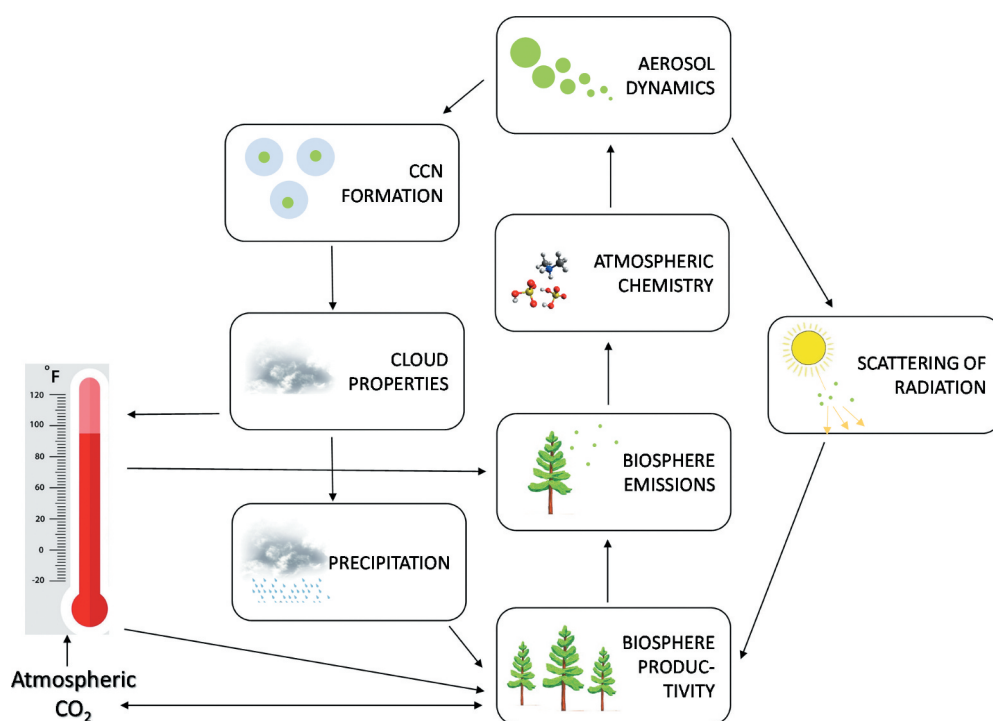 AEROSOL
DYNAMICS
CCN
FORMATION
ATMOSPHERIC
CHEMISTRY
CLOUD
PROPERTIES
SCATTERING OF
RADIATION
°F
120
100
80
60
40
20
0
-20
BIOSPHERE
EMISSIONS
PRECIPITATION
BIOSPHERE
PRODUC-
TIVITY
Atmospheric
CO₂